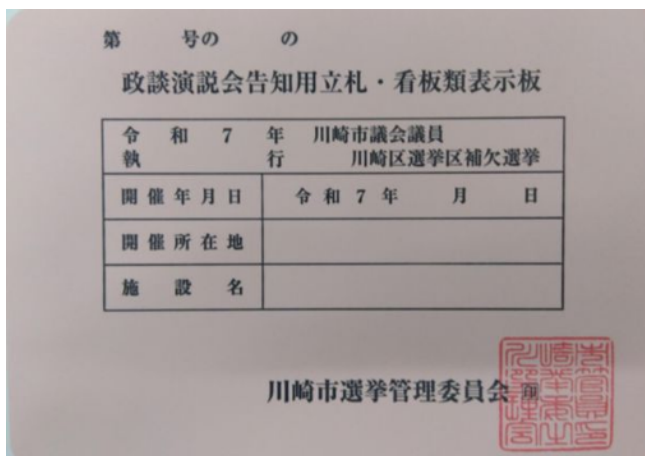 第 号の の
政談演説会告知用立札・看板類表示板
令和7年 川崎市議会議員
執行 川崎区選挙区補欠選挙
開催年月日 令和7年 月 日
開催所在地
施設名
川崎市選挙管理委員会 印